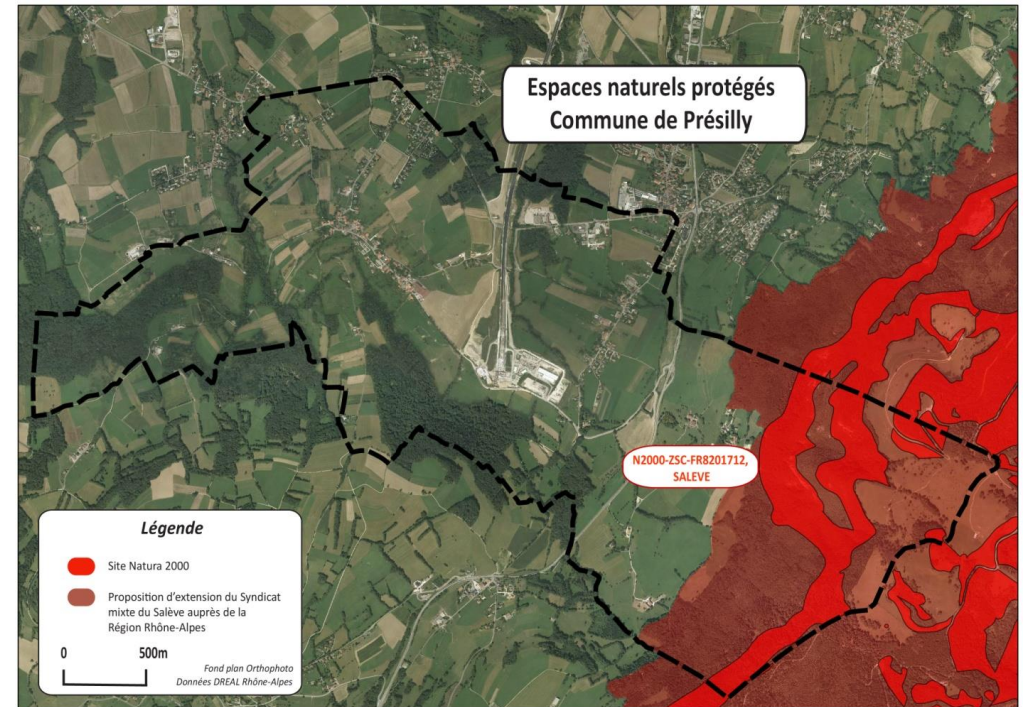 Espaces naturels protégés
Commune de Présilly
N2000-ZSC-FR8201712,
SALEVE
Légende
Site Natura 2000
Proposition d'extension du Syndicat
mixte du Salève auprès de la
Région Rhône-Alpes
0 500m
Fond plan Orthophoto
Données DREAL Rhône-Alpes